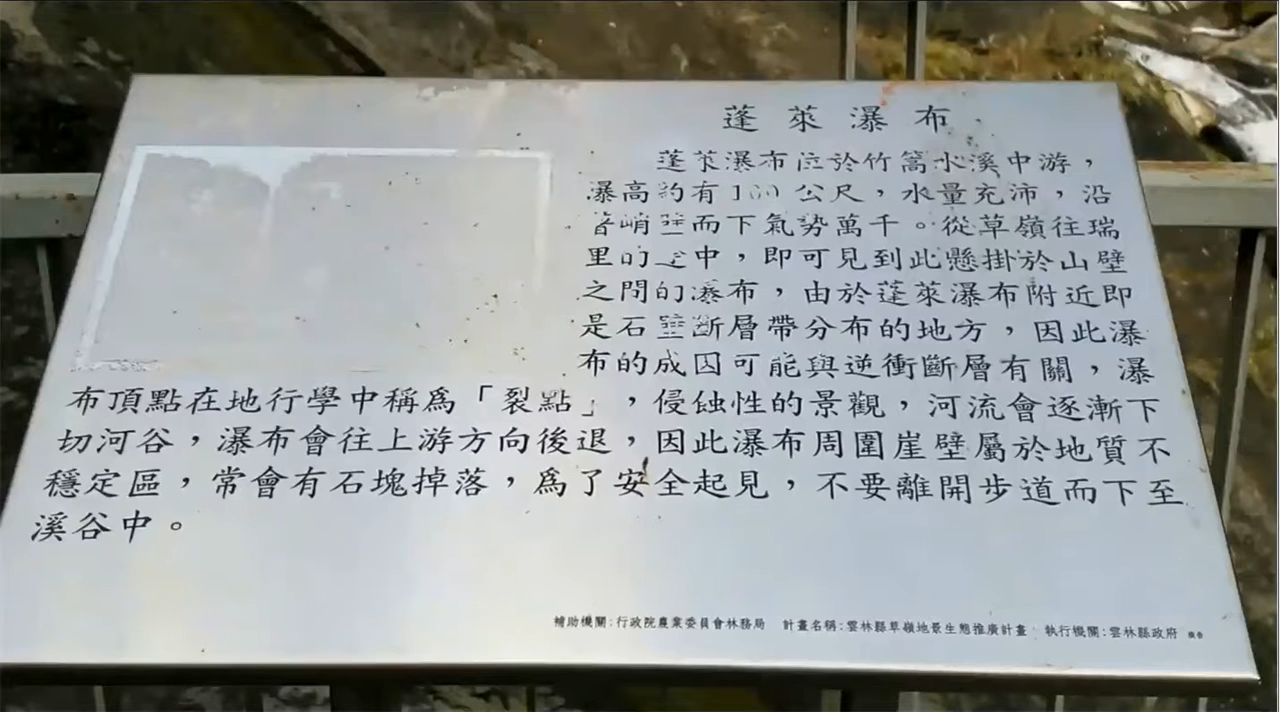 蓬萊瀑布
蓬萊瀑布位於竹篙水溪中游，
瀑高約有100公尺，水量充沛，沿
著峭壁而下氣勢萬千。從草嶺往瑞
里的途中，即可見到此懸掛於山壁
之間的瀑布，由於蓬萊瀑布附近即
是石壁斷層帶分布的地方，因此瀑
布的成因可能與逆衝斷層有關，瀑
布頂點在地行學中稱為「裂點」，侵蝕性的景觀，河流會逐漸下
切河谷，瀑布會往上游方向後退，因此瀑布周圍崖壁屬於地質不
穩定區，常會有石塊掉落，為了安全起見，不要離開步道而下至
溪谷中。
補助機關:行政院農業委員會林務局 計畫名稱:雲林縣草嶺地景生態推廣計畫 執行機關:雲林縣政府